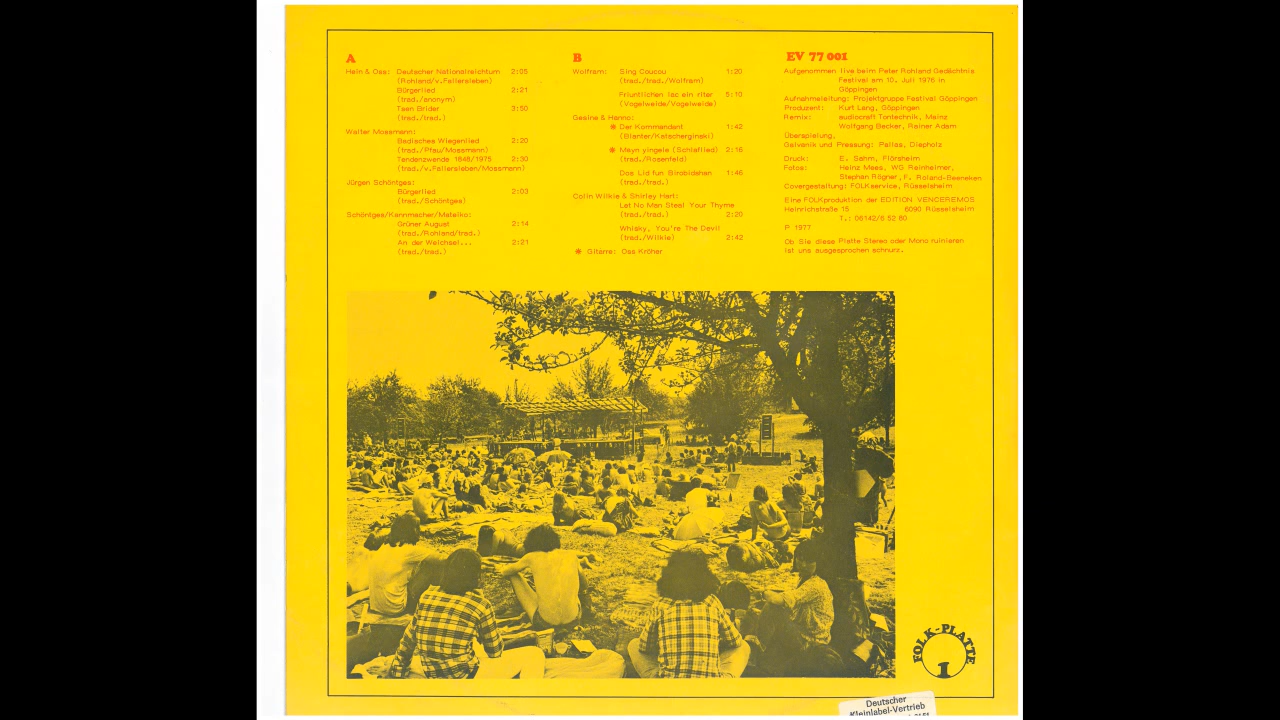 A
Hein & Oss: Deutscher Nationalreichtum 2:05
(Rohland/v.Fallersleben)
Bürgerlied 2:21
(trad./anonym)
Tsen Brider 3:50
(trad./trad.)
Walter Mossmann:
Badisches Wiegenlied 2:20
(trad./Pfau/Mossmann)
Tendenzwende 1848/1975 2:30
(trad./v.Fallersleben/Mossmann)
Jürgen Schöntges:
Bürgerlied 2:03
(trad./Schöntges)
Schöntges/Kannmacher/Matelko:
Grüner August 2:14
(trad./Rohland/trad.)
An der Weichsel... 2:21
(trad./trad.)
B
Wolfram: Sing Coucou 1:20
(trad./trad./Wolfram)
Friuntlichen lac ein riter 5:10
(Vogelweide/Vogelweide)
Gesine & Hanno:
✳ Der Kommandant 1:42
(Blanter/Katscherginski)
✳ Mayn yingele (Schlaflied) 2:16
(trad./Rosenfeld)
Dos Lid fun Birobidshan 1:46
(trad./trad.)
Colin Wilkie & Shirley Hart:
Let No Man Steal Your Thyme
(trad./trad.) 2:20
Whisky, You're The Devil
(trad./Wilkie) 2:42
✳ Gitarre: Oss Kröher
EV 77 001
Aufgenommen live beim Peter Rohland Gedächtnis
Festival am 10. Juli 1976 in
Göppingen
Aufnahmeleitung: Projektgruppe Festival Göppingen
Produzent: Kurt Lang, Göppingen
Remix: audiocraft Tontechnik, Mainz
Wolfgang Becker, Rainer Adam
Überspielung,
Galvanik und Pressung: Pallas, Diepholz
Druck: E. Sahm, Flörsheim
Fotos: Heinz Mees, WG Reinheimer,
Stephan Rögner, F. Roland-Beeneken
Covergestaltung: FOLKservice, Rüsselsheim
Eine FOLKproduktion der EDITION VENCEREMOS
Heinrichstraße 15 6090 Rüsselsheim
T.: 06142/6 52 80
P 1977
Ob Sie diese Platte Stereo oder Mono ruinieren
ist uns ausgesprochen schnurz.
FOLK-PLATTE
1
Deutscher
Kleinlabel-Vertrieb